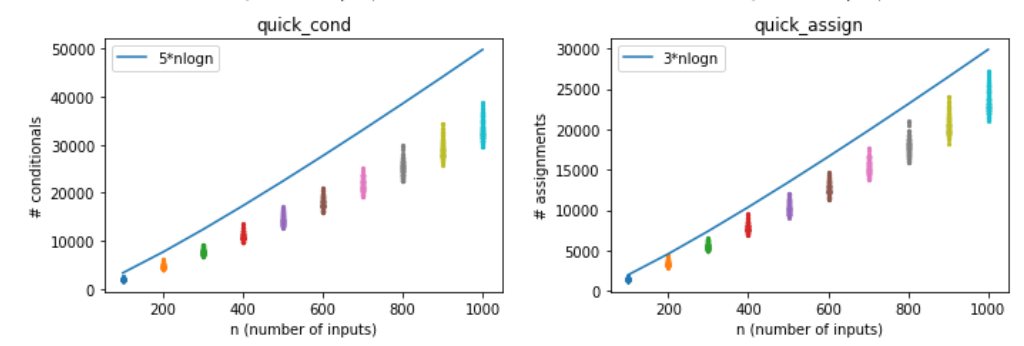 quick_cond
5*nlogn
# conditionals
50000
40000
30000
20000
10000
0
200
400
600
800
1000
n (number of inputs)
quick_assign
3*nlogn
# assignments
30000
25000
20000
15000
10000
5000
0
200
400
600
800
1000
n (number of inputs)